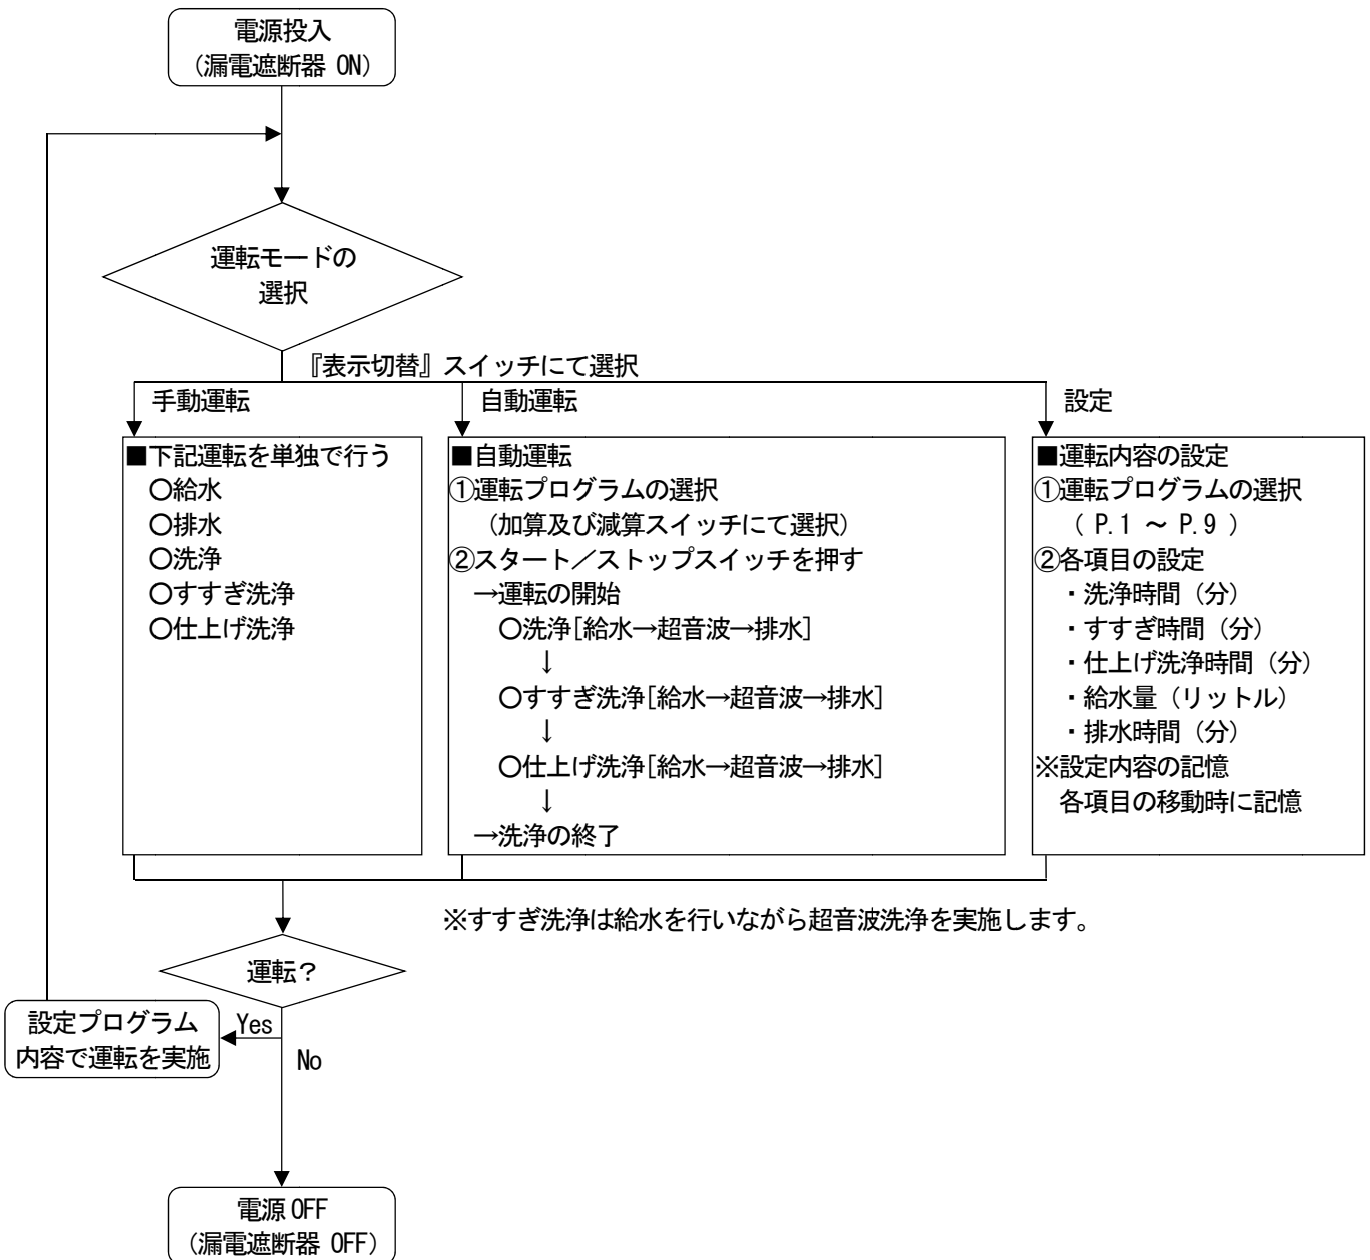 電源投入
(漏電遮断器 ON)
運転モードの
選択
『表示切替』スイッチにて選択
手動運転
自動運転
設定
■下記運転を単独で行う
○給水
○排水
○洗浄
○すすぎ洗浄
○仕上げ洗浄
■自動運転
①運転プログラムの選択
(加算及び減算スイッチにて選択)
②スタート／ストップスイッチを押す
→運転の開始
○洗浄[給水→超音波→排水]
↓
○すすぎ洗浄[給水→超音波→排水]
↓
○仕上げ洗浄[給水→超音波→排水]
↓
→洗浄の終了
■運転内容の設定
①運転プログラムの選択
( P.1 ～ P.9 )
②各項目の設定
・洗浄時間(分)
・すすぎ時間(分)
・仕上げ洗浄時間(分)
・給水量(リットル)
・排水時間(分)
※設定内容の記憶
各項目の移動時に記憶
※すすぎ洗浄は給水を行いながら超音波洗浄を実施します。
運転？
設定プログラム
内容で運転を実施
Yes
No
電源 OFF
(漏電遮断器 OFF)